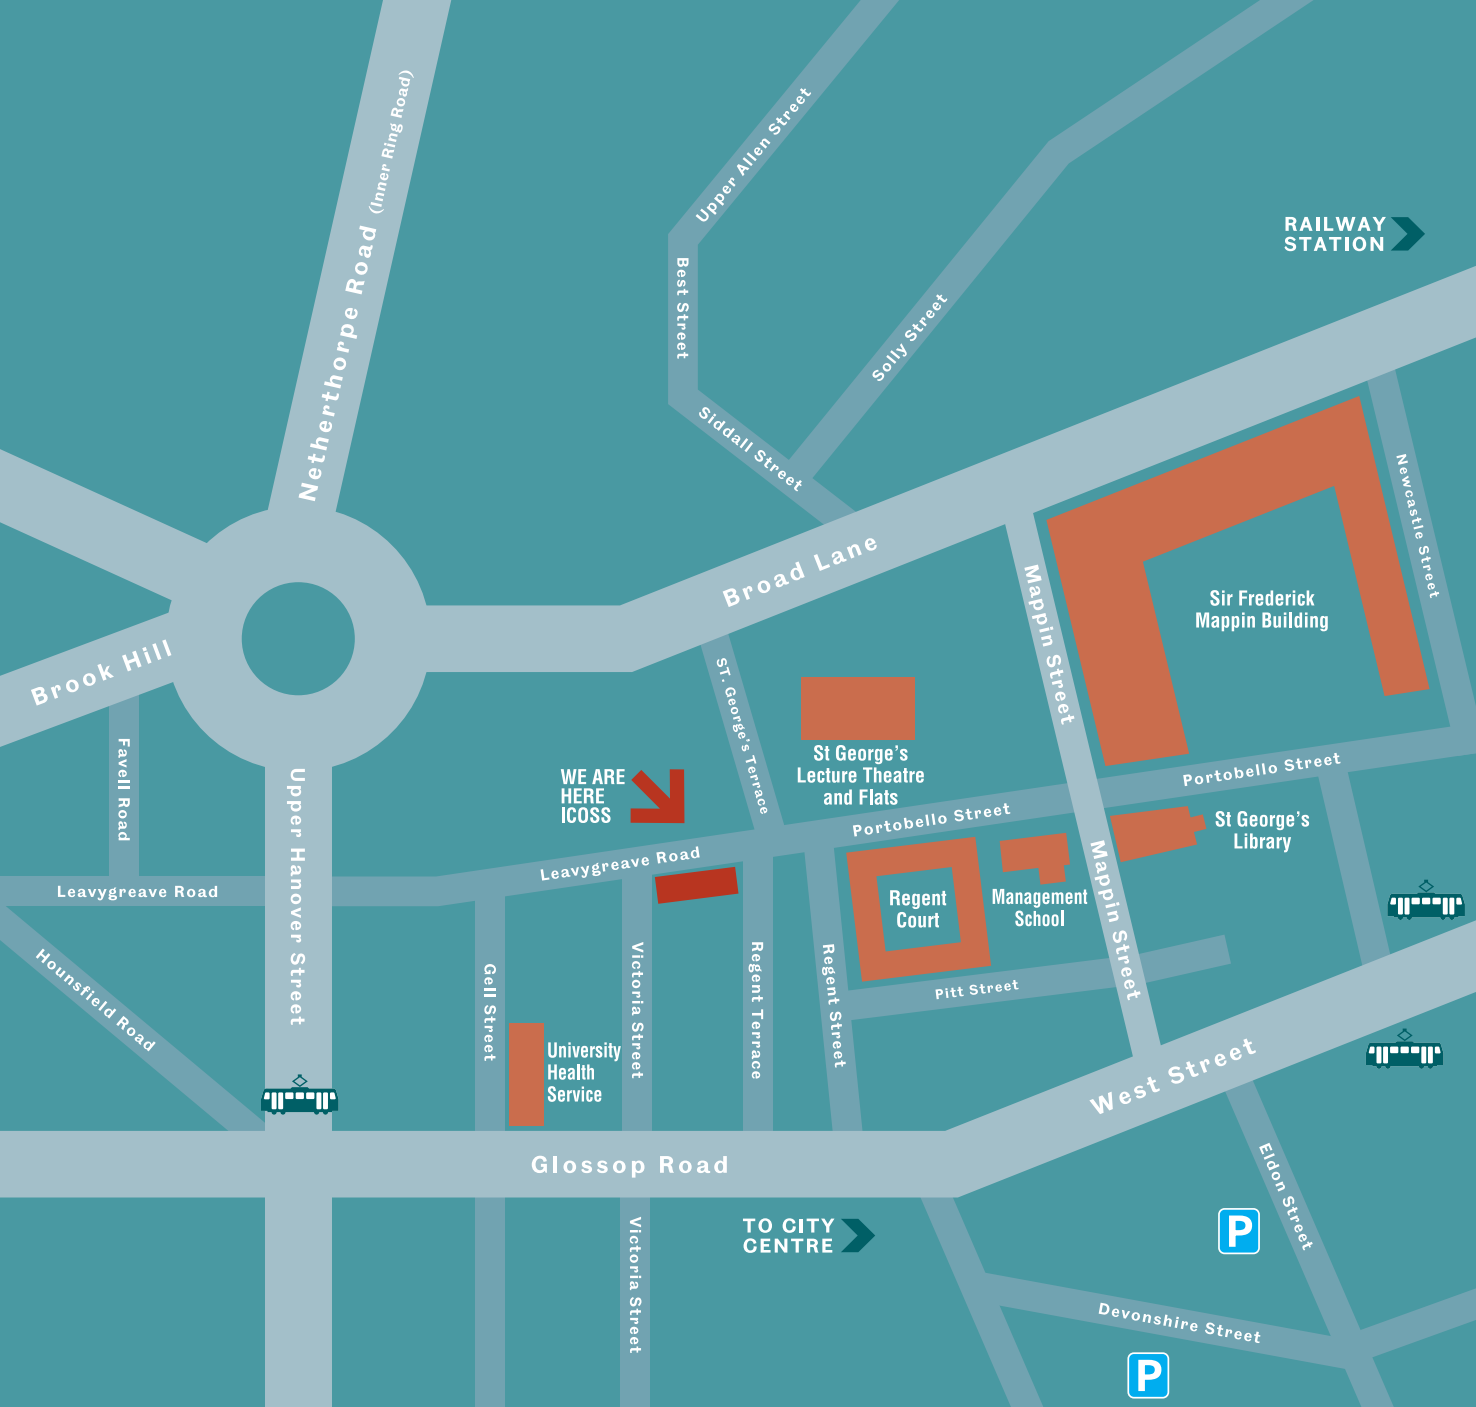 Netherthorpe Road (Inner Ring Road)
Upper Allen Street
Best Street
Solly Street
Siddall Street
RAILWAY
STATION
Broad Lane
Newcastle Street
Mappin Street
Sir Frederick
Mappin Building
Brook Hill
ST. George's Terrace
Favell Road
Upper Hanover Street
WE ARE
HERE
ICOSS
St George's
Lecture Theatre
and Flats
Portobello Street
Portobello Street
St George's
Library
Leavygreave Road
Leavygreave Road
Regent
Court
Management
School
Mappin Street
Hounsfield Road
Gell Street
Victoria Street
Regent Terrace
Regent Street
Pitt Street
University
Health
Service
West Street
Glossop Road
Eldon Street
TO CITY
CENTRE
P
Victoria Street
Devonshire Street
P